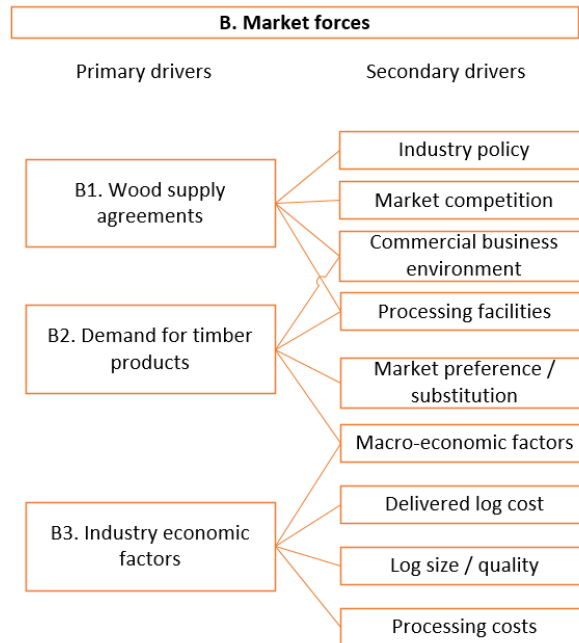 B. Market forces
Primary drivers
Secondary drivers
Industry policy
B1. Wood supply
agreements
Market competition
Commercial business
environment
Processing facilities
B2. Demand for timber
products
Market preference /
substitution
Macro-economic factors
Delivered log cost
B3. Industry economic
factors
Log size / quality
Processing costs